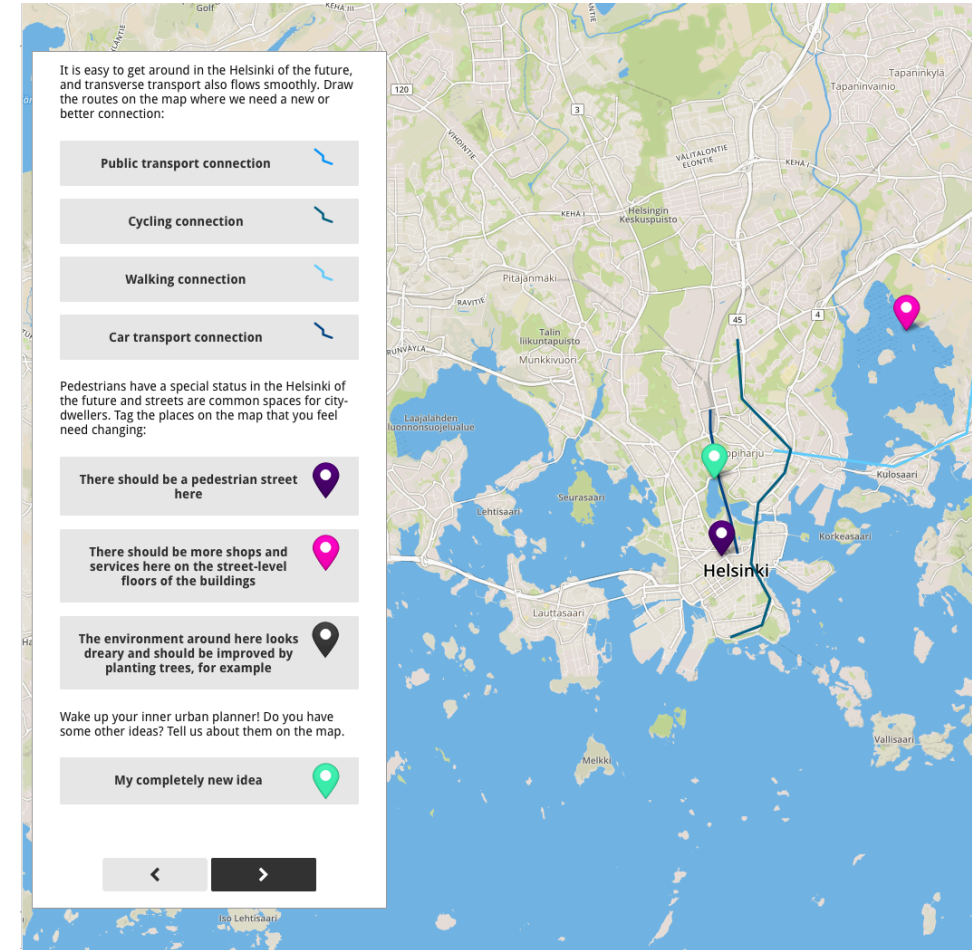 It is easy to get around in the Helsinki of the future,
and transverse transport also flows smoothly. Draw
the routes on the map where we need a new or
better connection:
Public transport connection
Cycling connection
Walking connection
Car transport connection
Pedestrians have a special status in the Helsinki of
the future and streets are common spaces for city-
dwellers. Tag the places on the map that you feel
need changing:
There should be a pedestrian street
here
There should be more shops and
services here on the street-level
floors of the buildings
The environment around here looks
dreary and should be improved by
planting trees, for example
Wake up your inner urban planner! Do you have
some other ideas? Tell us about them on the map.
My completely new idea
Golf
KEHÄ III
Tapaninkylä
Tapaninvainio
120
3
VIHDINTIE
VÄLITALONTIE
ELONTIE
KEHÄ I
KEHÄ I
Helsingin
Keskuspuisto
Pitäjänmäki
RAVITIE
45
4
Talin
liikuntapuisto
Munkkivuori
Laajalahden
luonnonsuojelualue
Kulosaari
Seurasaari
Lehtisaari
Korkeasaari
Helsinki
Lauttasaari
Vallisaari
Melkki
Iso Lehtisaari